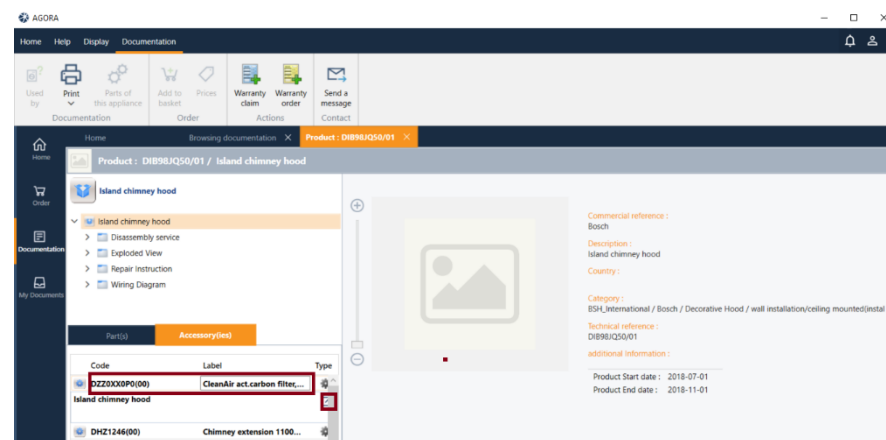 AGORA
Home Help Display Documentation
Used by
Print
Parts of this appliance
Add to basket
Prices
Warranty claim
Warranty order
Send a message
Documentation Order Actions Contact
Home
Order
Documentation
My Documents
Home Browsing documentation Product : DIB98JQ50/01
Product : DIB98JQ50/01 / Island chimney hood
Island chimney hood
Island chimney hood
Disassembly service
Exploded View
Repair Instruction
Wiring Diagram
Part(s) Accessory(ies)
Code Label Type
DZZ0XX0P0(00) CleanAir act.carbon filter,...
Island chimney hood
DHZ1246(00) Chimney extension 1100...
Commercial reference :
Bosch
Description :
Island chimney hood
Country :
Category :
BSH_International / Bosch / Decorative Hood / wall installation/ceiling mounted(instal
Technical reference :
DIB98JQ50/01
additional Information :
Product Start date : 2018-07-01
Product End date : 2018-11-01